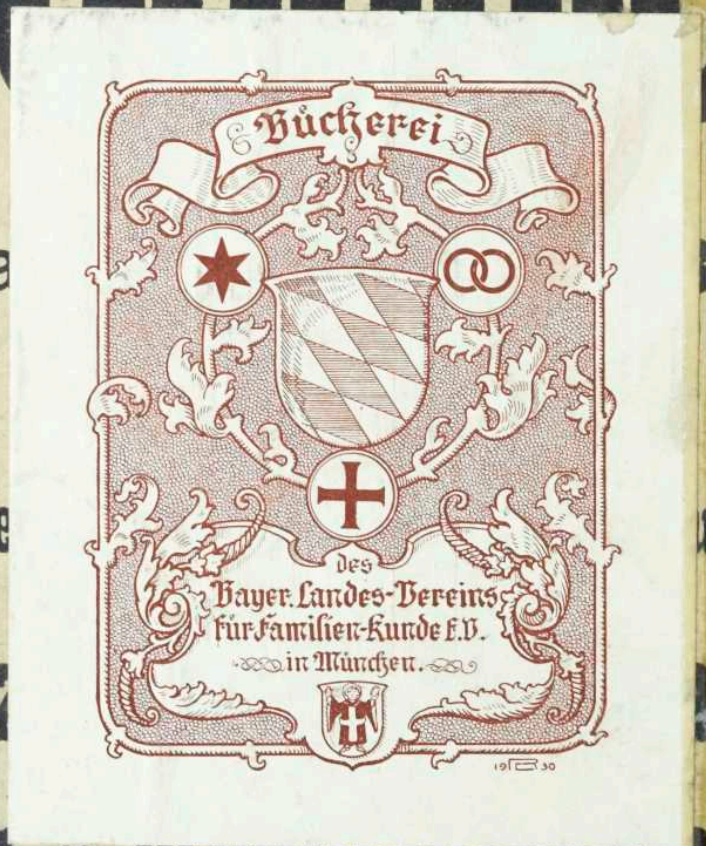 Bücherei
des
Bayer. Landes-Vereins
für Familien-Kunde E.V.
in München.
19 30